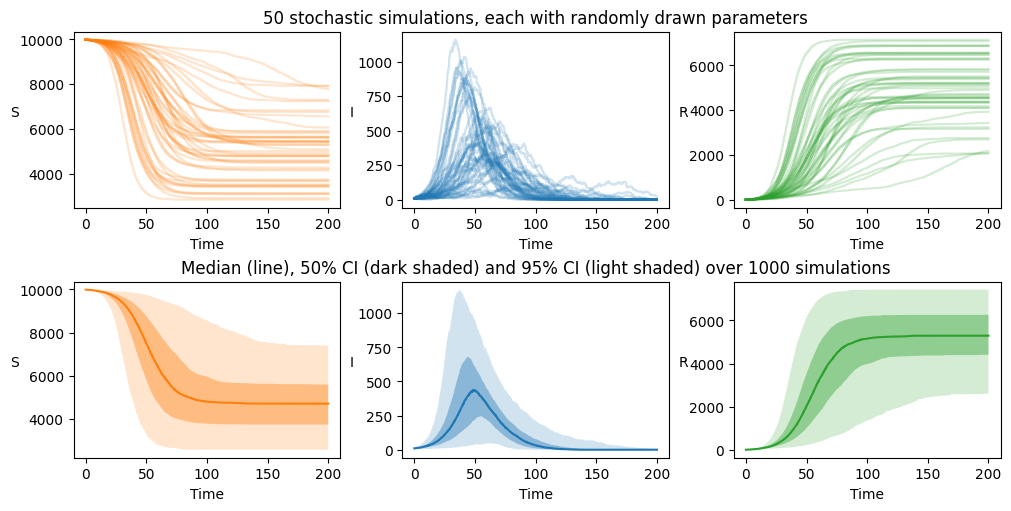 50 stochastic simulations, each with randomly drawn parameters
10000
8000
6000
4000
S
0 50 100 150 200
Time
1000
750
500
250
0
I
0 50 100 150 200
Time
6000
4000
2000
0
R
0 50 100 150 200
Time
Median (line), 50% CI (dark shaded) and 95% CI (light shaded) over 1000 simulations
10000
8000
6000
4000
S
0 50 100 150 200
Time
1000
750
500
250
0
I
0 50 100 150 200
Time
6000
4000
2000
0
R
0 50 100 150 200
Time